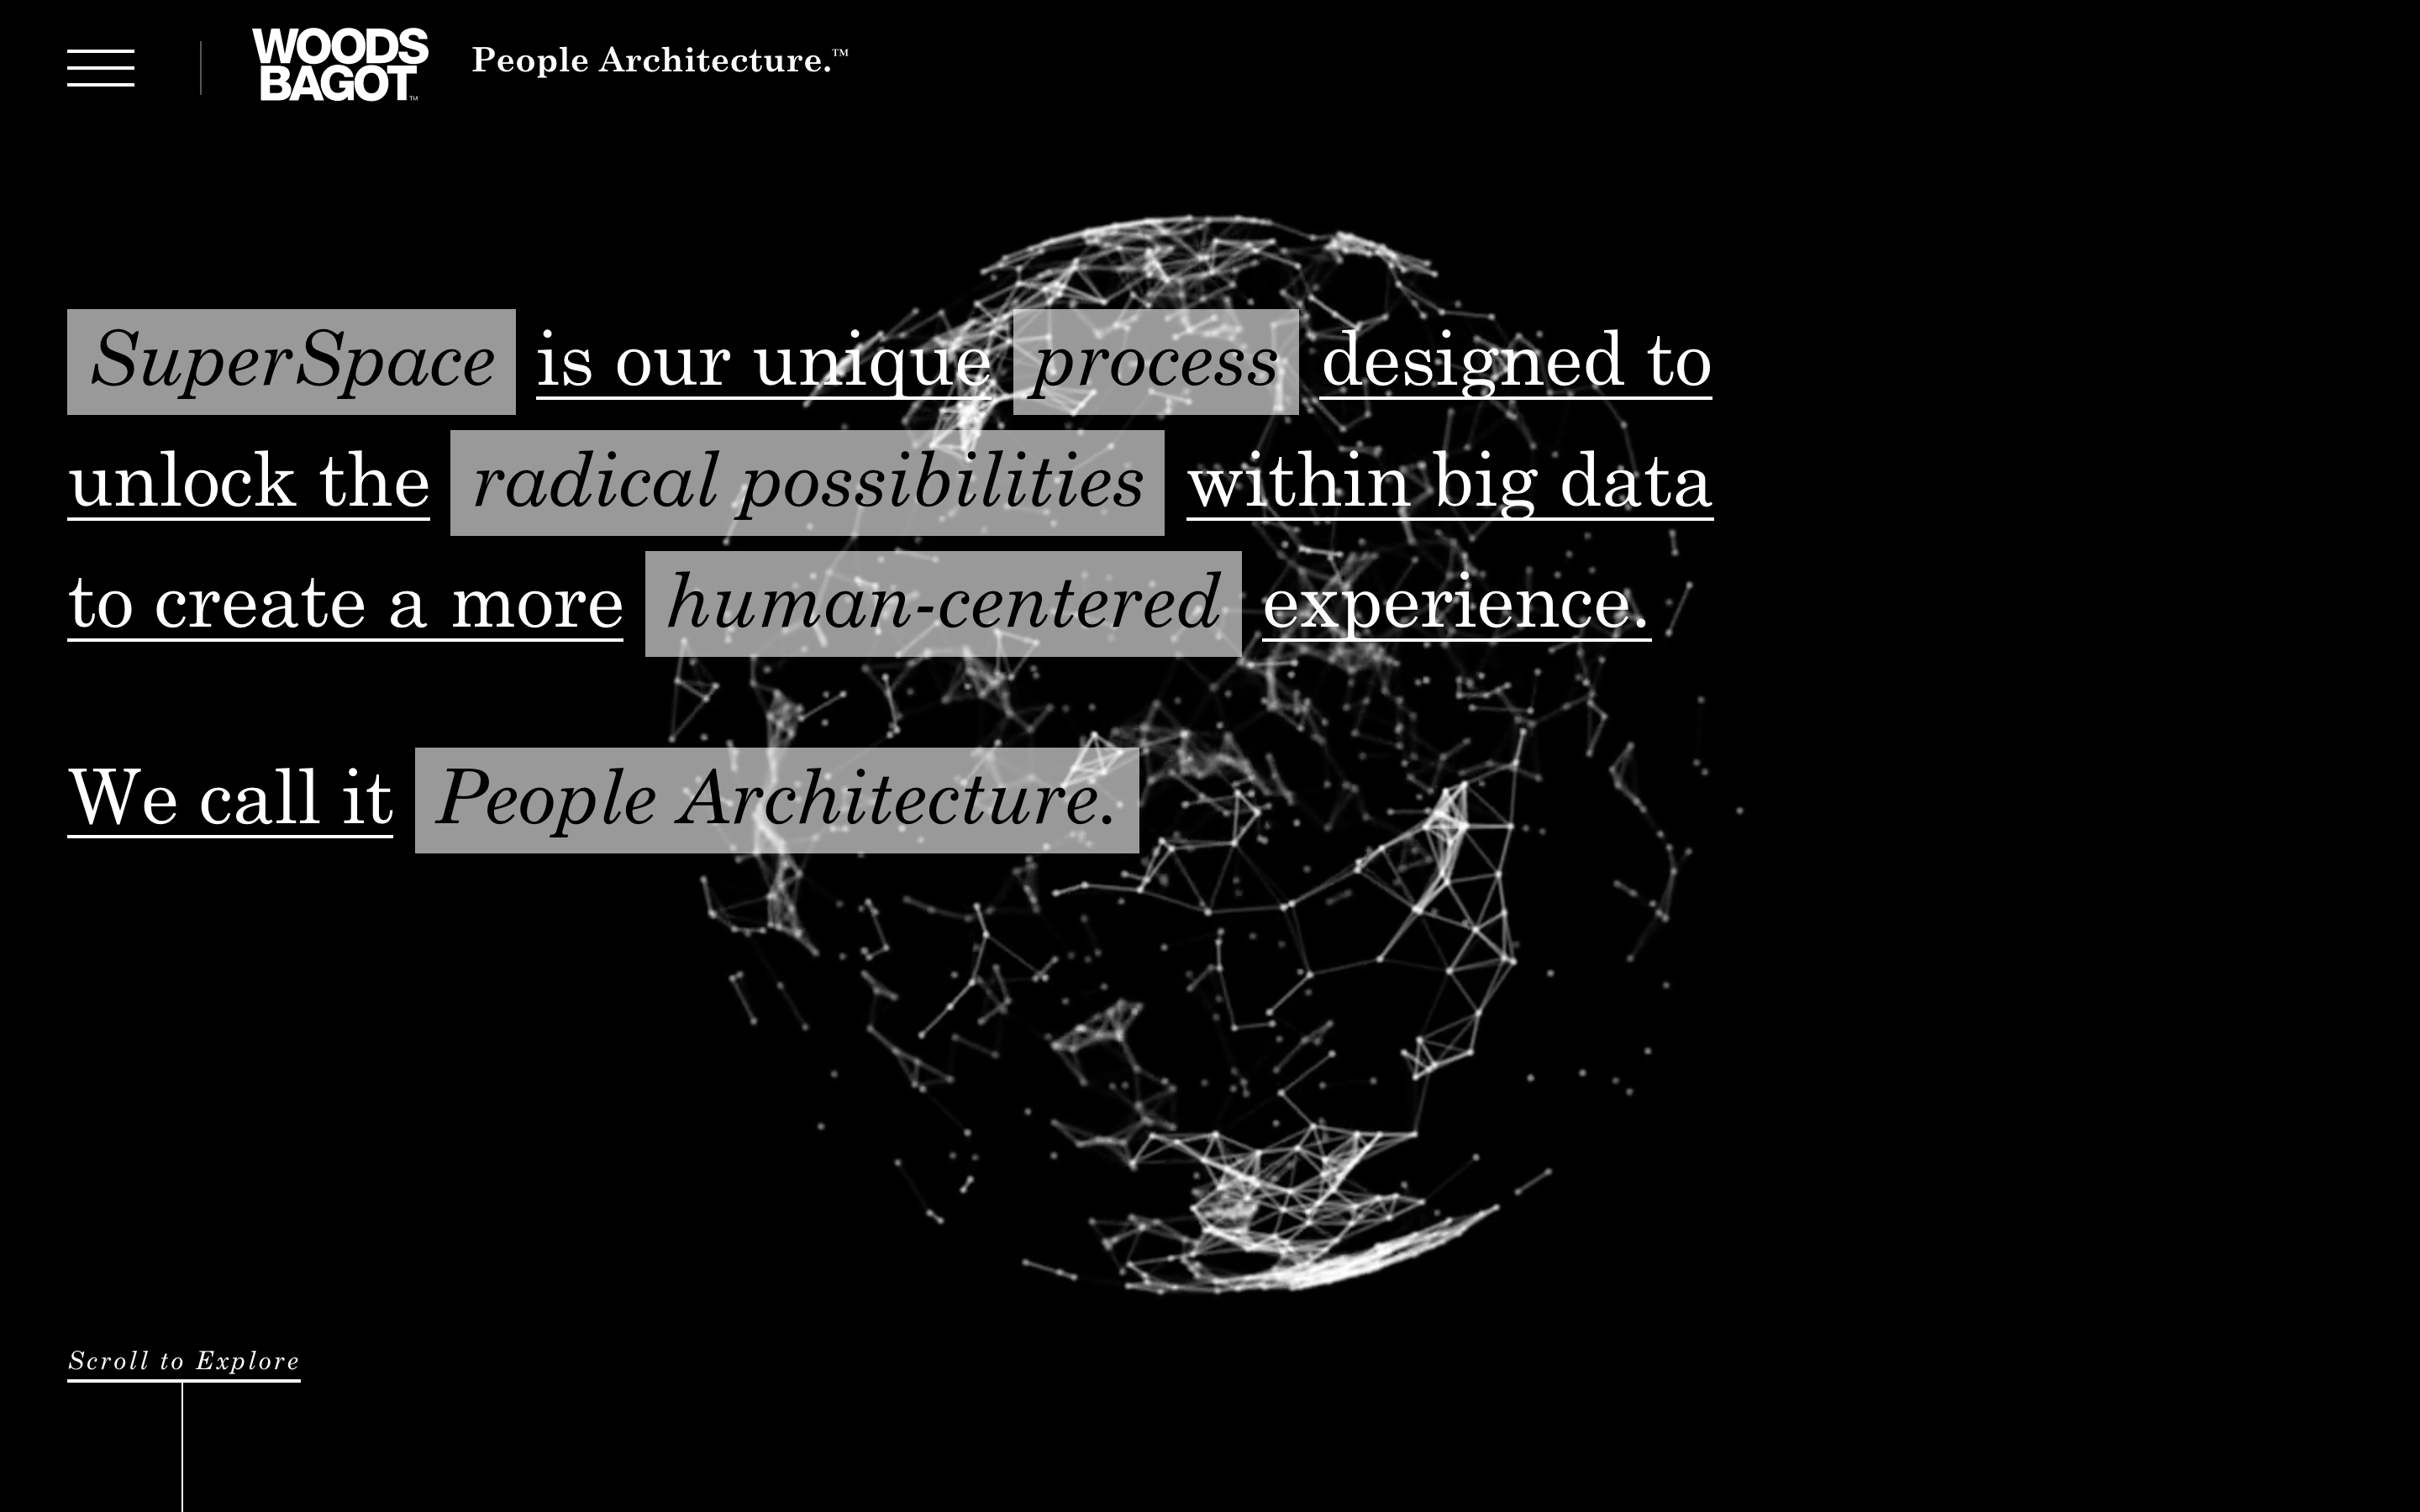 WOODS
BAGOT™
People Architecture.™
SuperSpace is our unique process designed to
unlock the radical possibilities within big data
to create a more human-centered experience.
We call it People Architecture.
Scroll to Explore